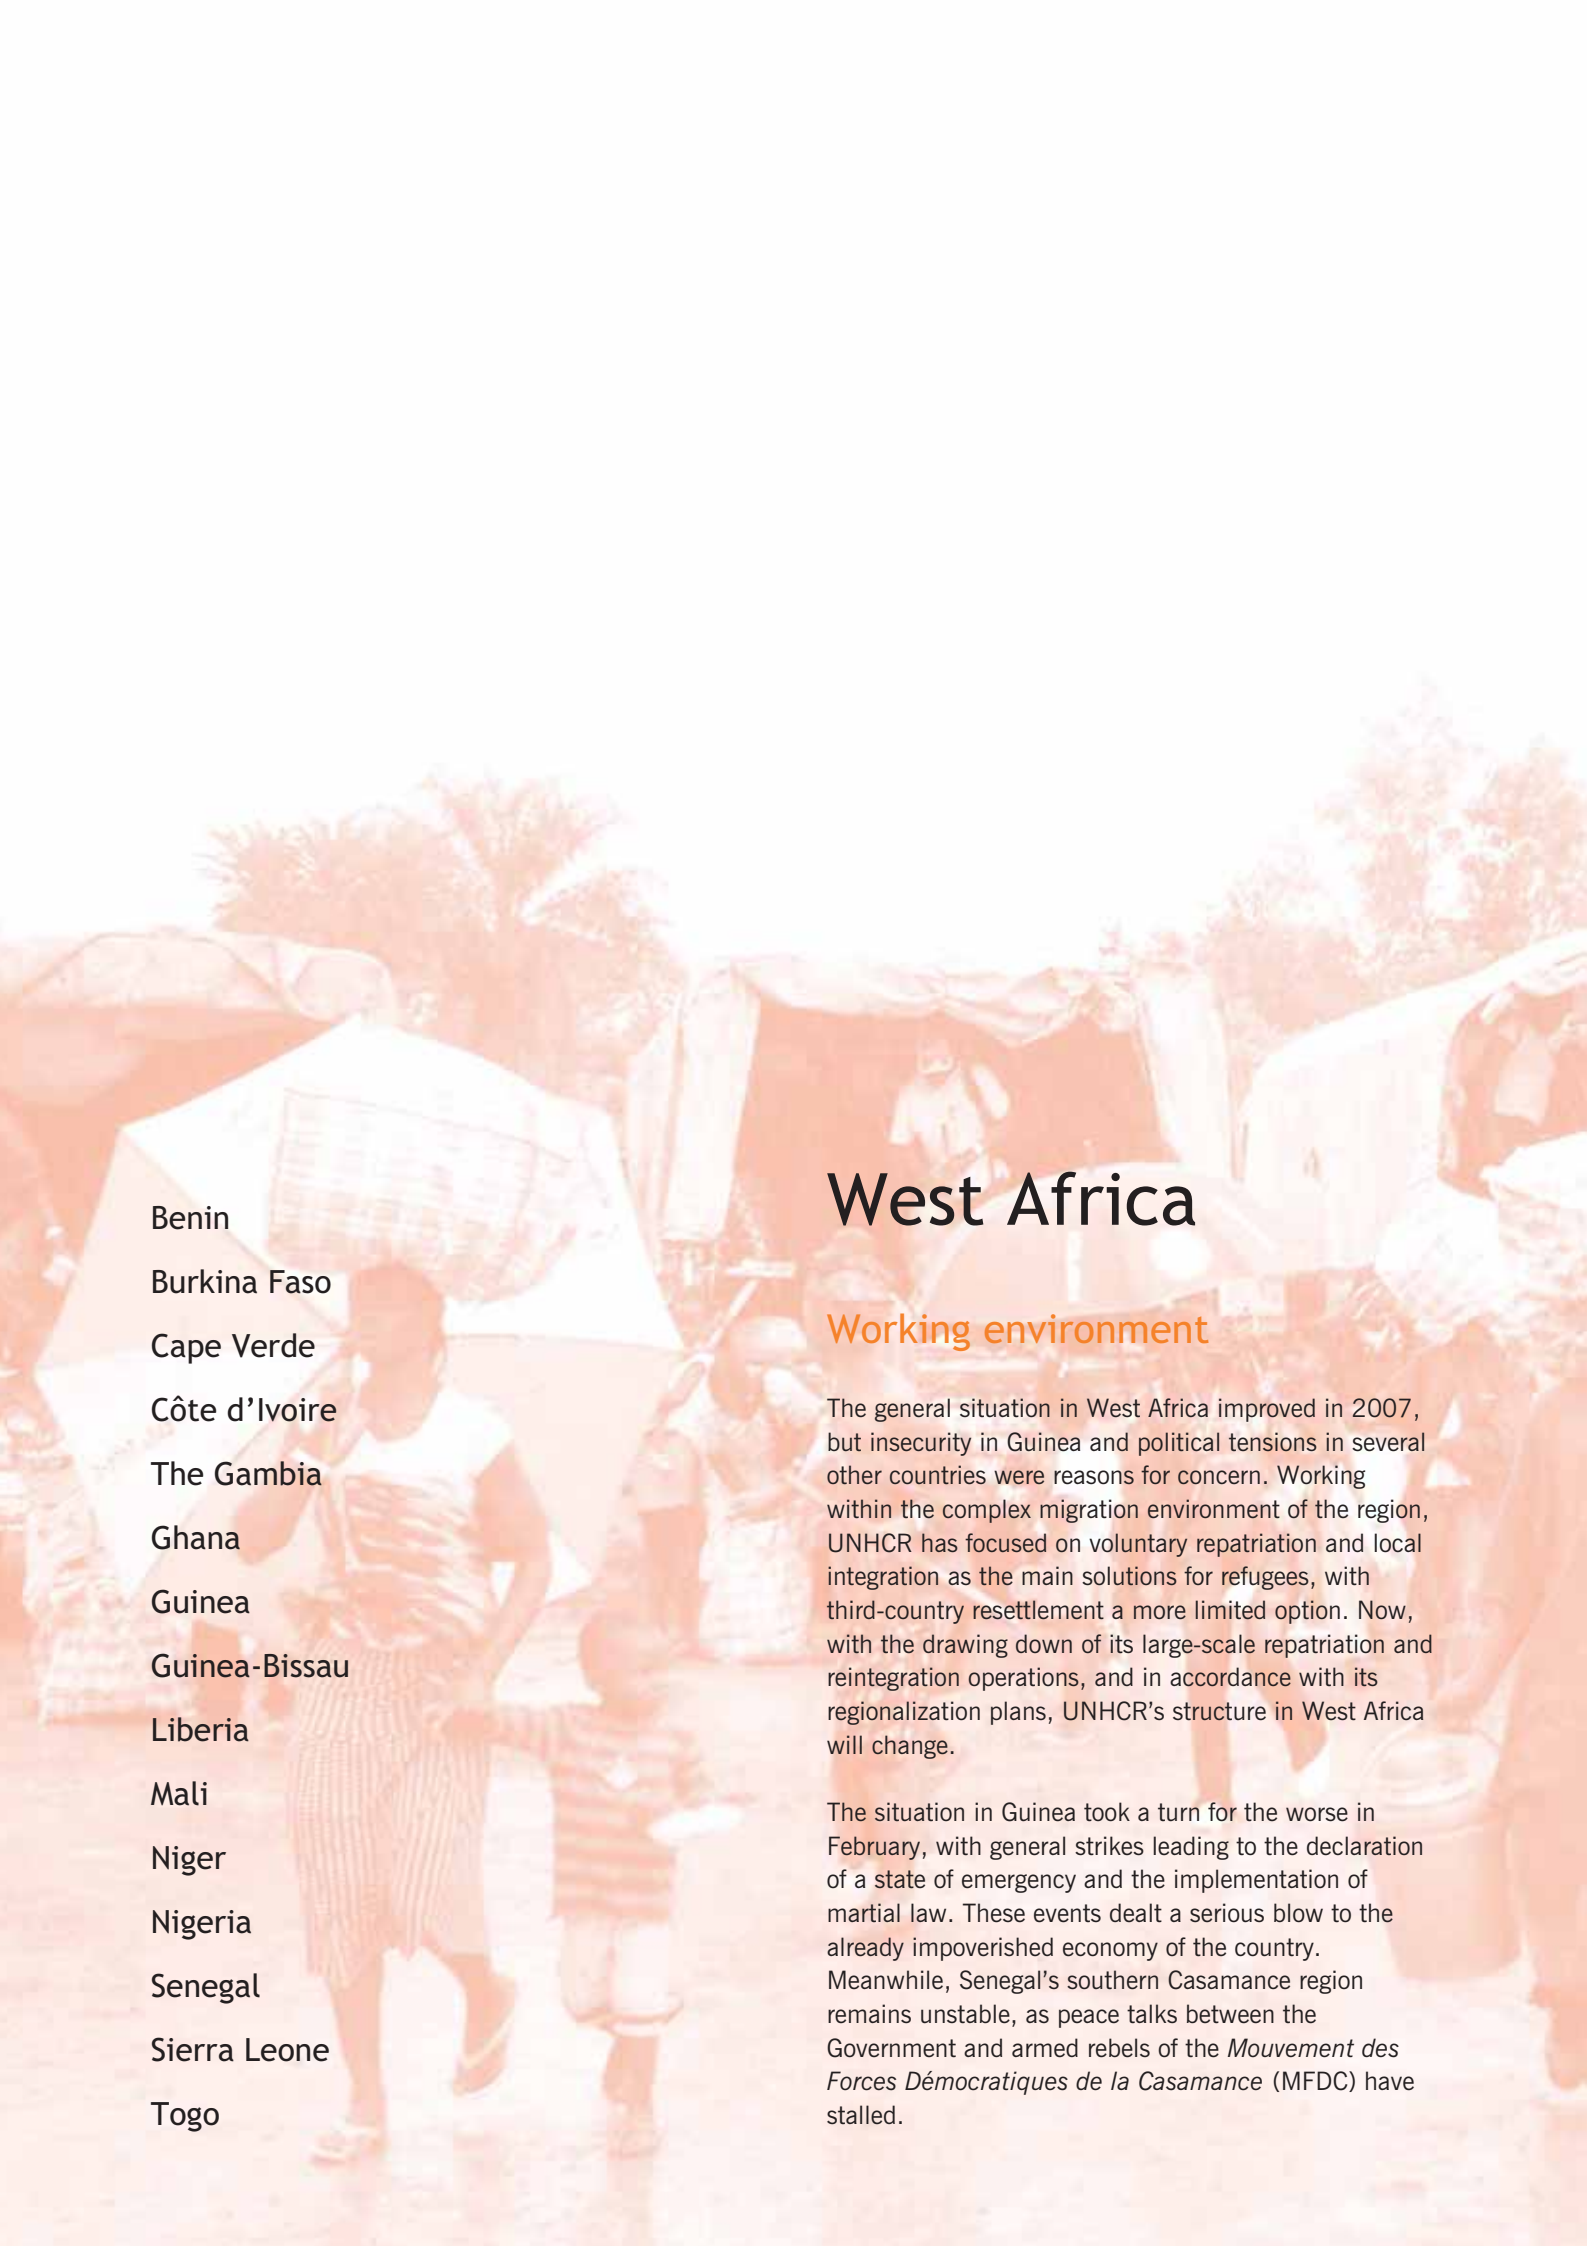 Benin
Burkina Faso
Cape Verde
Côte d’Ivoire
The Gambia
Ghana
Guinea
Guinea-Bissau
Liberia
Mali
Niger
Nigeria
Senegal
Sierra Leone
Togo
West Africa
Working environment
The general situation in West Africa improved in 2007,
but insecurity in Guinea and political tensions in several
other countries were reasons for concern. Working
within the complex migration environment of the region,
UNHCR has focused on voluntary repatriation and local
integration as the main solutions for refugees, with
third-country resettlement a more limited option. Now,
with the drawing down of its large-scale repatriation and
reintegration operations, and in accordance with its
regionalization plans, UNHCR’s structure in West Africa
will change.
The situation in Guinea took a turn for the worse in
February, with general strikes leading to the declaration
of a state of emergency and the implementation of
martial law. These events dealt a serious blow to the
already impoverished economy of the country.
Meanwhile, Senegal’s southern Casamance region
remains unstable, as peace talks between the
Government and armed rebels of the Mouvement des
Forces Démocratiques de la Casamance (MFDC) have
stalled.